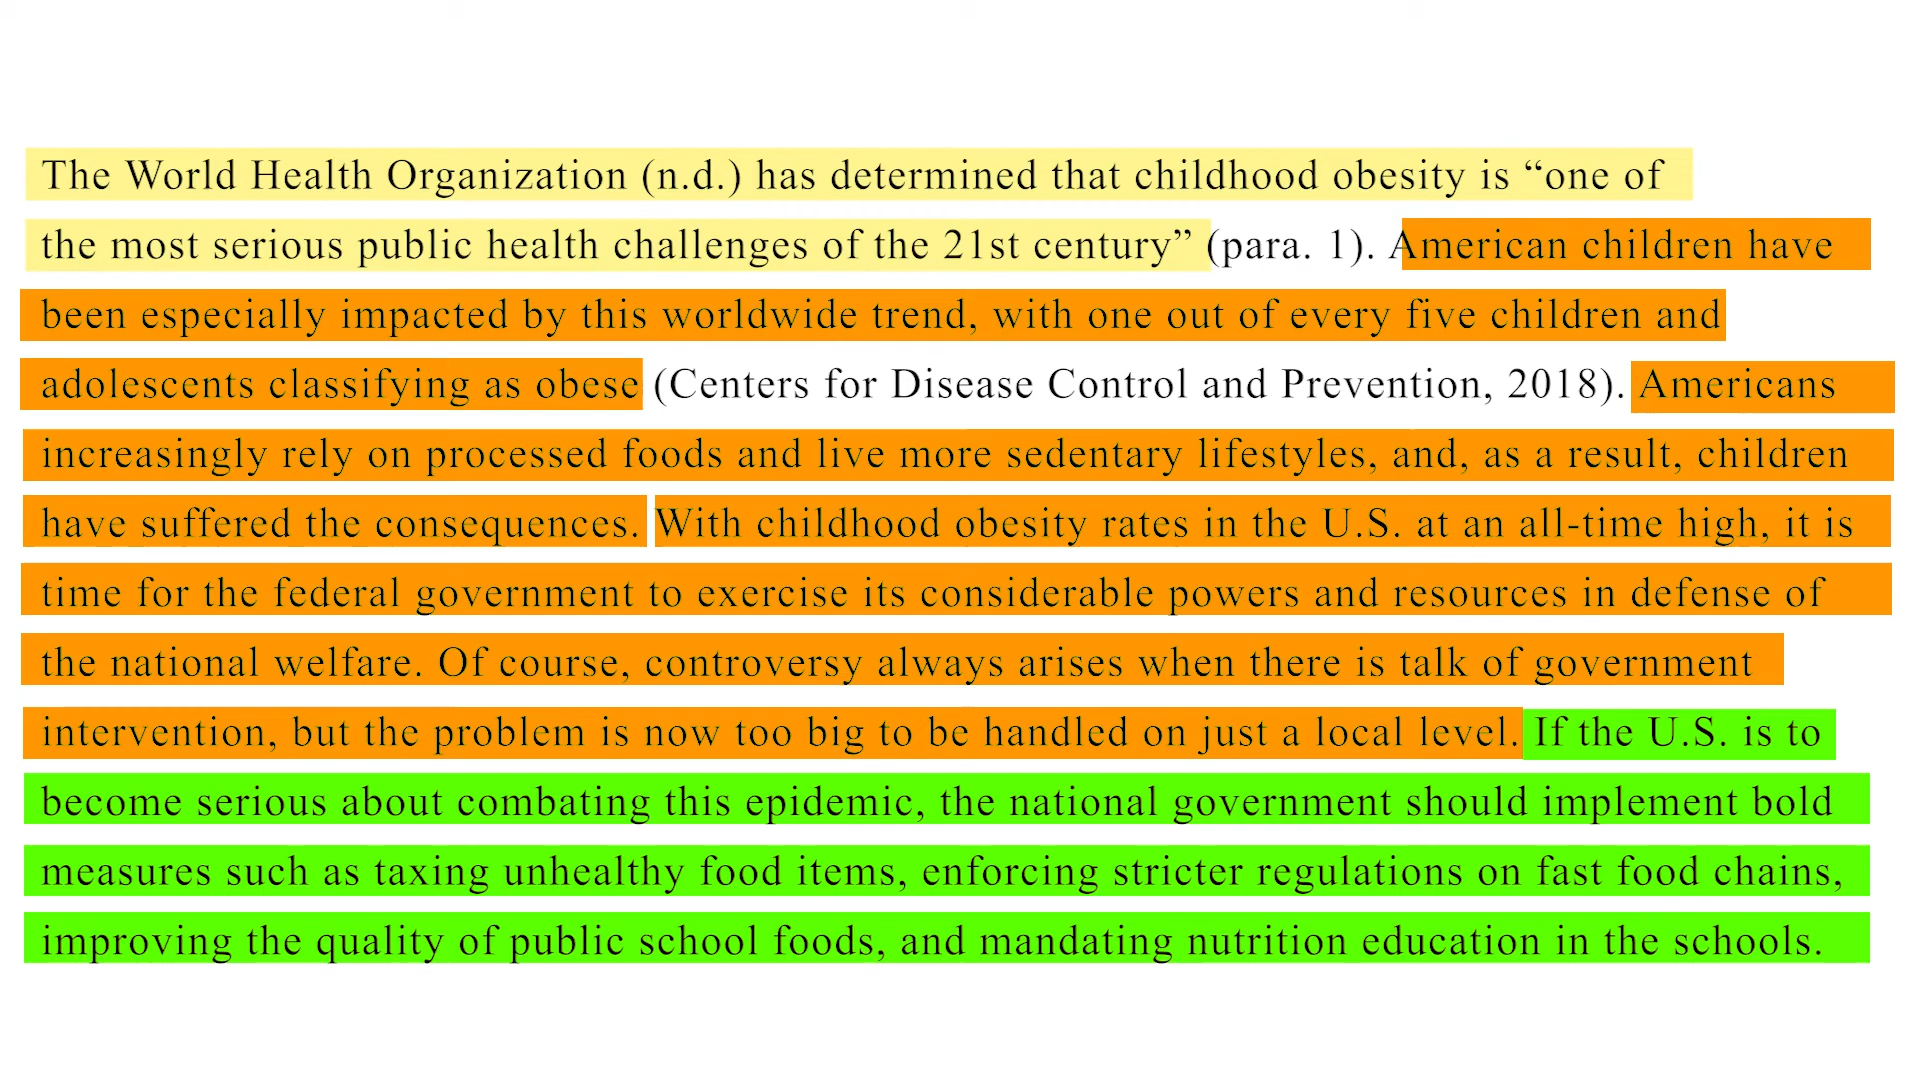 The World Health Organization (n.d.) has determined that childhood obesity is “one of
the most serious public health challenges of the 21st century” (para. 1). American children have
been especially impacted by this worldwide trend, with one out of every five children and
adolescents classifying as obese (Centers for Disease Control and Prevention, 2018). Americans
increasingly rely on processed foods and live more sedentary lifestyles, and, as a result, children
have suffered the consequences. With childhood obesity rates in the U.S. at an all-time high, it is
time for the federal government to exercise its considerable powers and resources in defense of
the national welfare. Of course, controversy always arises when there is talk of government
intervention, but the problem is now too big to be handled on just a local level. If the U.S. is to
become serious about combating this epidemic, the national government should implement bold
measures such as taxing unhealthy food items, enforcing stricter regulations on fast food chains,
improving the quality of public school foods, and mandating nutrition education in the schools.